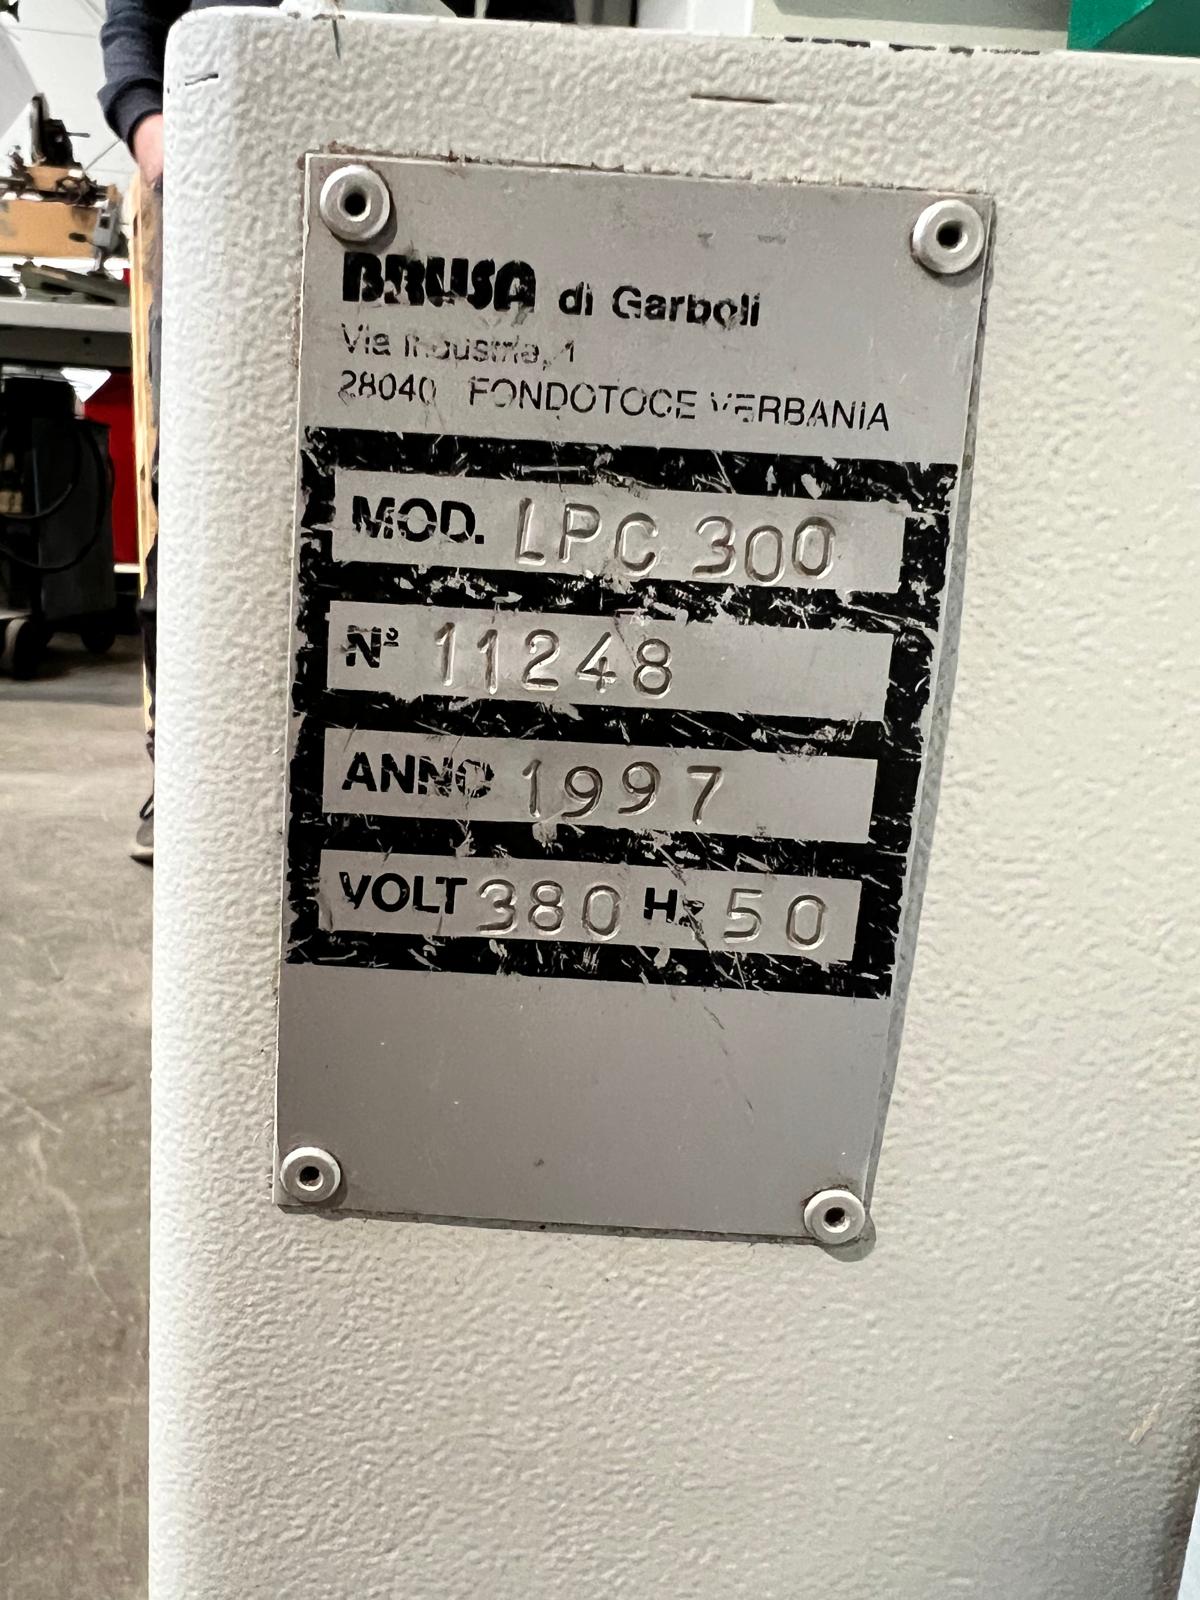 BRUSA di Garboli
Via Industria, 1
28040 FONDOTOCE VERBANIA
MOD. LPC 300
Nº 11248
ANNO 1997
VOLT 380 Hz 50